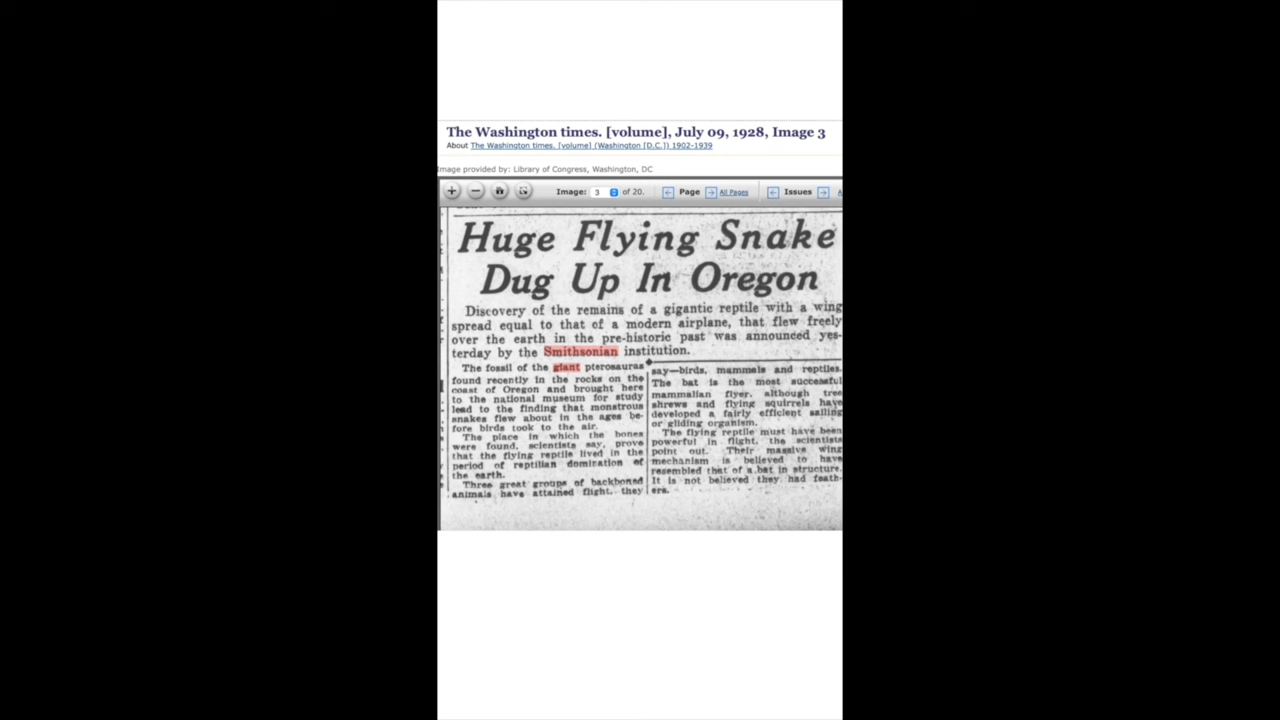 The Washington times. [volume], July 09, 1928, Image 3
About The Washington times. [volume] (Washington [D.C.]) 1902-1939
Image provided by: Library of Congress, Washington, DC
Image: 3 of 20. Page All Pages Issues
Huge Flying Snake
Dug Up In Oregon
Discovery of the remains of a gigantic reptile with a wing
spread equal to that of a modern airplane, that flew freely
over the earth in the pre-historic past was announced yes-
terday by the Smithsonian institution.
The fossil of the giant pterosauras
found recently in the rocks on the
coast of Oregon and brought here
to the national museum for study
lead to the finding that monstrous
snakes flew about in the ages be-
fore birds took to the air.
The place in which the bones
were found, scientists say, prove
that the flying reptile lived in the
period of reptilian domination of
the earth.
Three great groups of backboned
animals have attained flight, they
say—birds, mammals and reptiles.
The bat is the most successful
mammalian flyer, although tree
shrews and flying squirrels have
developed a fairly efficient sailing
or gliding organism.
The flying reptile must have been
powerful in flight, the scientists
point out. Their massive wing
mechanism is believed to have
resembled that of a bat in structure.
It is not believed they had feath-
ers.